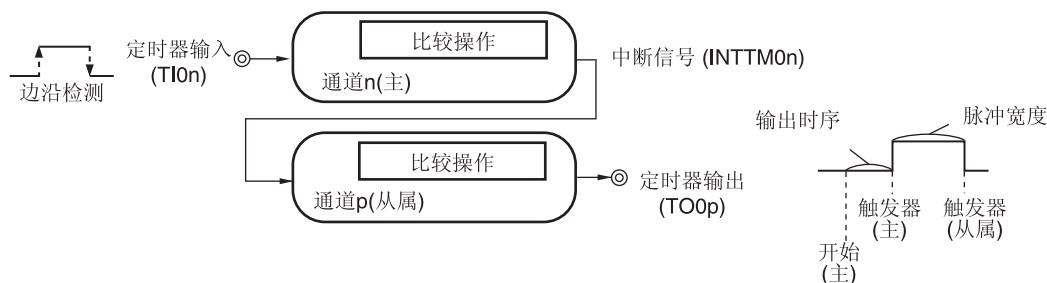 边沿检测
定时器输入
(TI0n)
比较操作
通道n(主)
中断信号 (INTTM0n)
比较操作
通道p(从属)
定时器输出
(TO0p)
输出时序
脉冲宽度
开始
(主)
触发器
(主)
触发器
(从属)